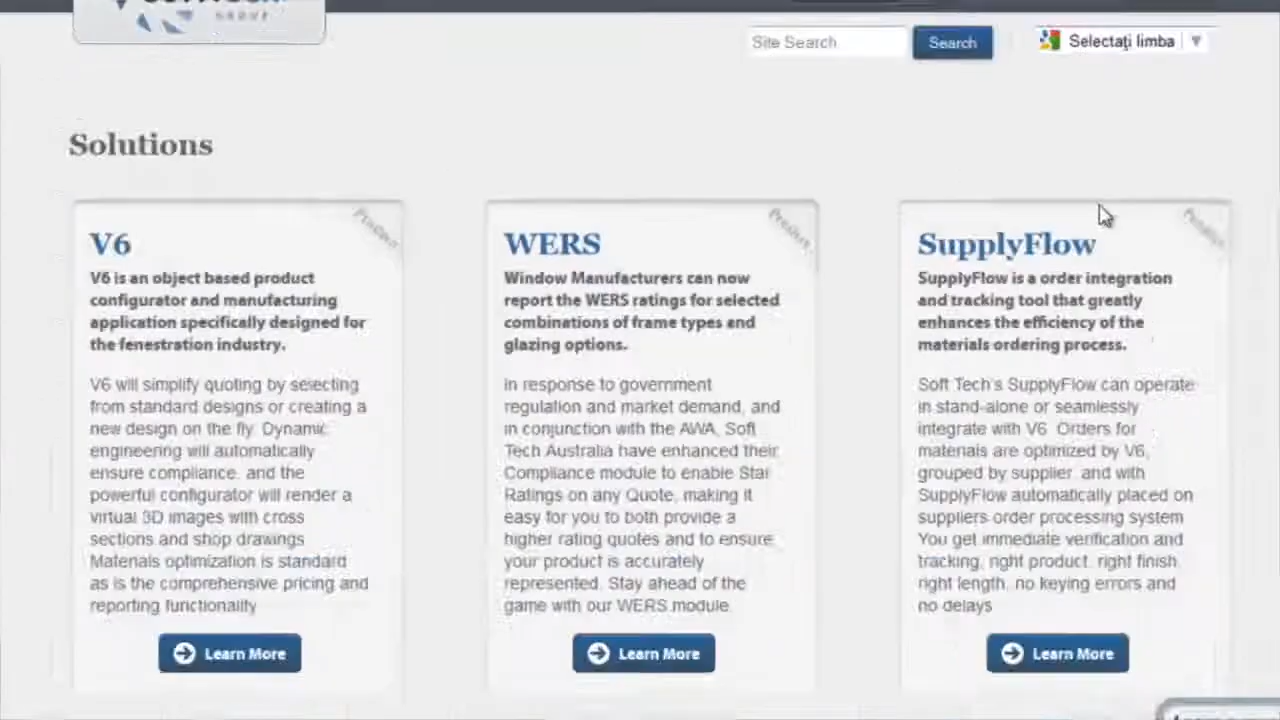 GROUP
Site Search
Search
Selectaţi limba
Solutions
Product
V6
V6 is an object based product
configurator and manufacturing
application specifically designed for
the fenestration industry.
V6 will simplify quoting by selecting
from standard designs or creating a
new design on the fly. Dynamic
engineering will automatically
ensure compliance, and the
powerful configurator will render a
virtual 3D images with cross
sections and shop drawings
Materials optimization is standard
as is the comprehensive pricing and
reporting functionality
Learn More
Product
WERS
Window Manufacturers can now
report the WERS ratings for selected
combinations of frame types and
glazing options.
In response to government
regulation and market demand, and
in conjunction with the AWA, Soft
Tech Australia have enhanced their
Compliance module to enable Star
Ratings on any Quote, making it
easy for you to both provide a
higher rating quotes and to ensure
your product is accurately
represented. Stay ahead of the
game with our WERS module.
Learn More
Product
SupplyFlow
SupplyFlow is a order integration
and tracking tool that greatly
enhances the efficiency of the
materials ordering process.
Soft Tech's SupplyFlow can operate
in stand-alone or seamlessly
integrate with V6. Orders for
materials are optimized by V6,
grouped by supplier, and with
SupplyFlow automatically placed on
suppliers order processing system
You get immediate verification and
tracking, right product, right finish,
right length, no keying errors and
no delays
Learn More